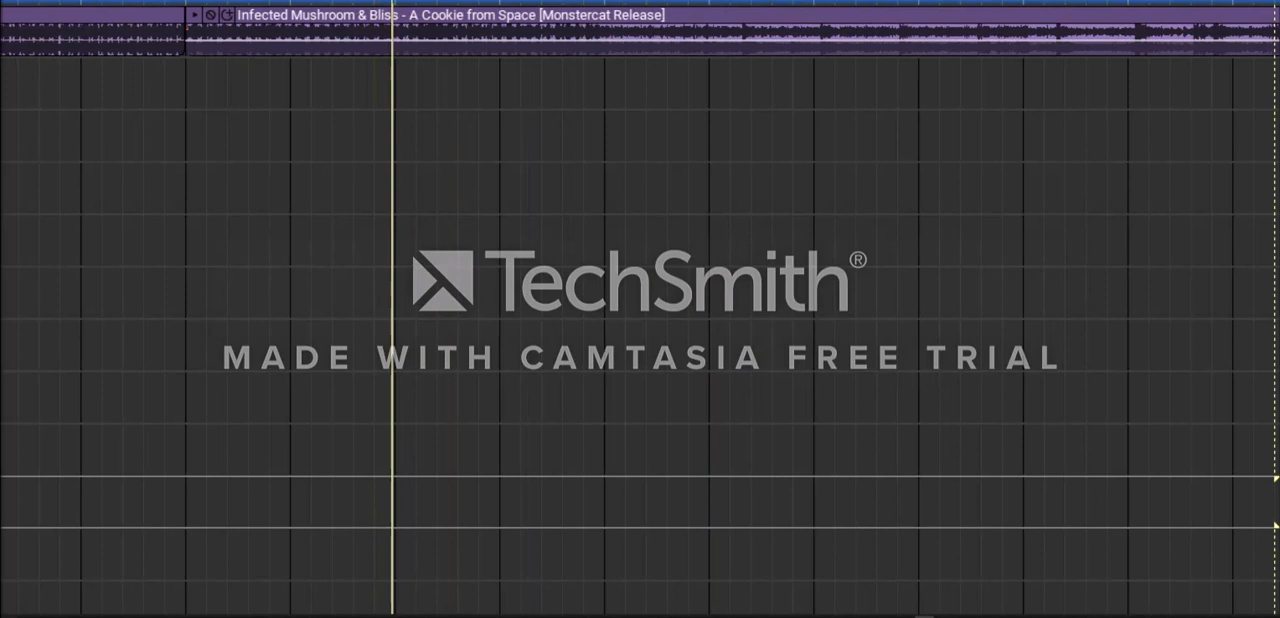 Infected Mushroom & Bliss - A Cookie from Space [Monstercat Release]
TechSmith®
MADE WITH CAMTASIA FREE TRIAL